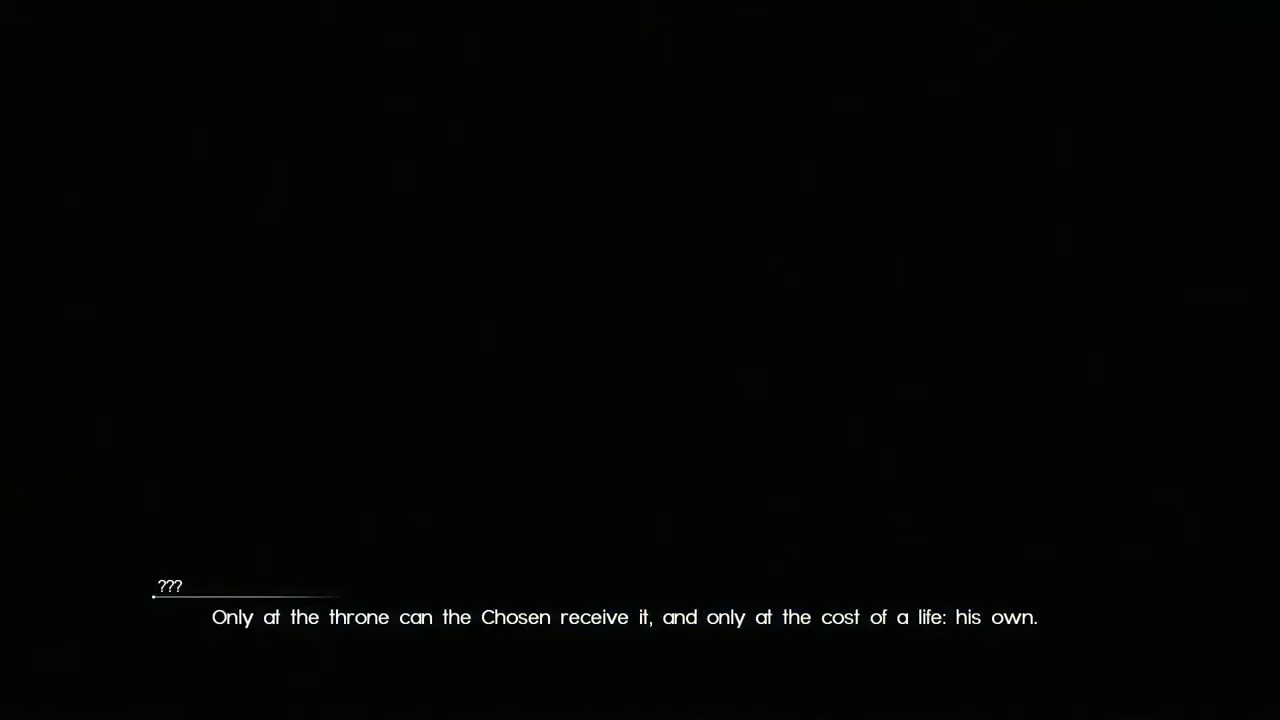 ???
Only at the throne can the Chosen receive it, and only at the cost of a life: his own.